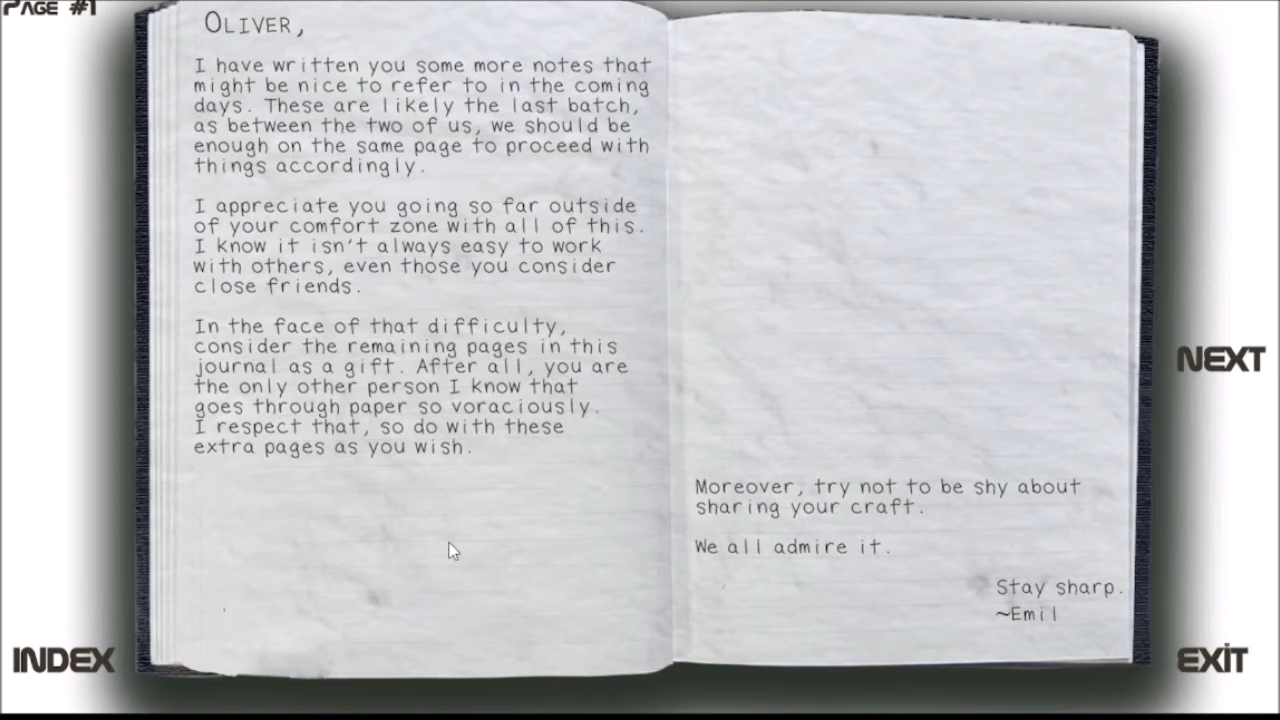 Page #1
Oliver,
I have written you some more notes that
might be nice to refer to in the coming
days. These are likely the last batch,
as between the two of us, we should be
enough on the same page to proceed with
things accordingly.
I appreciate you going so far outside
of your comfort zone with all of this.
I know it isn't always easy to work
with others, even those you consider
close friends.
In the face of that difficulty,
consider the remaining pages in this
journal as a gift. After all, you are
the only other person I know that
goes through paper so voraciously.
I respect that, so do with these
extra pages as you wish.
Moreover, try not to be shy about
sharing your craft.
We all admire it.
Stay sharp.
~Emil
NEXT
INDEX
EXIT